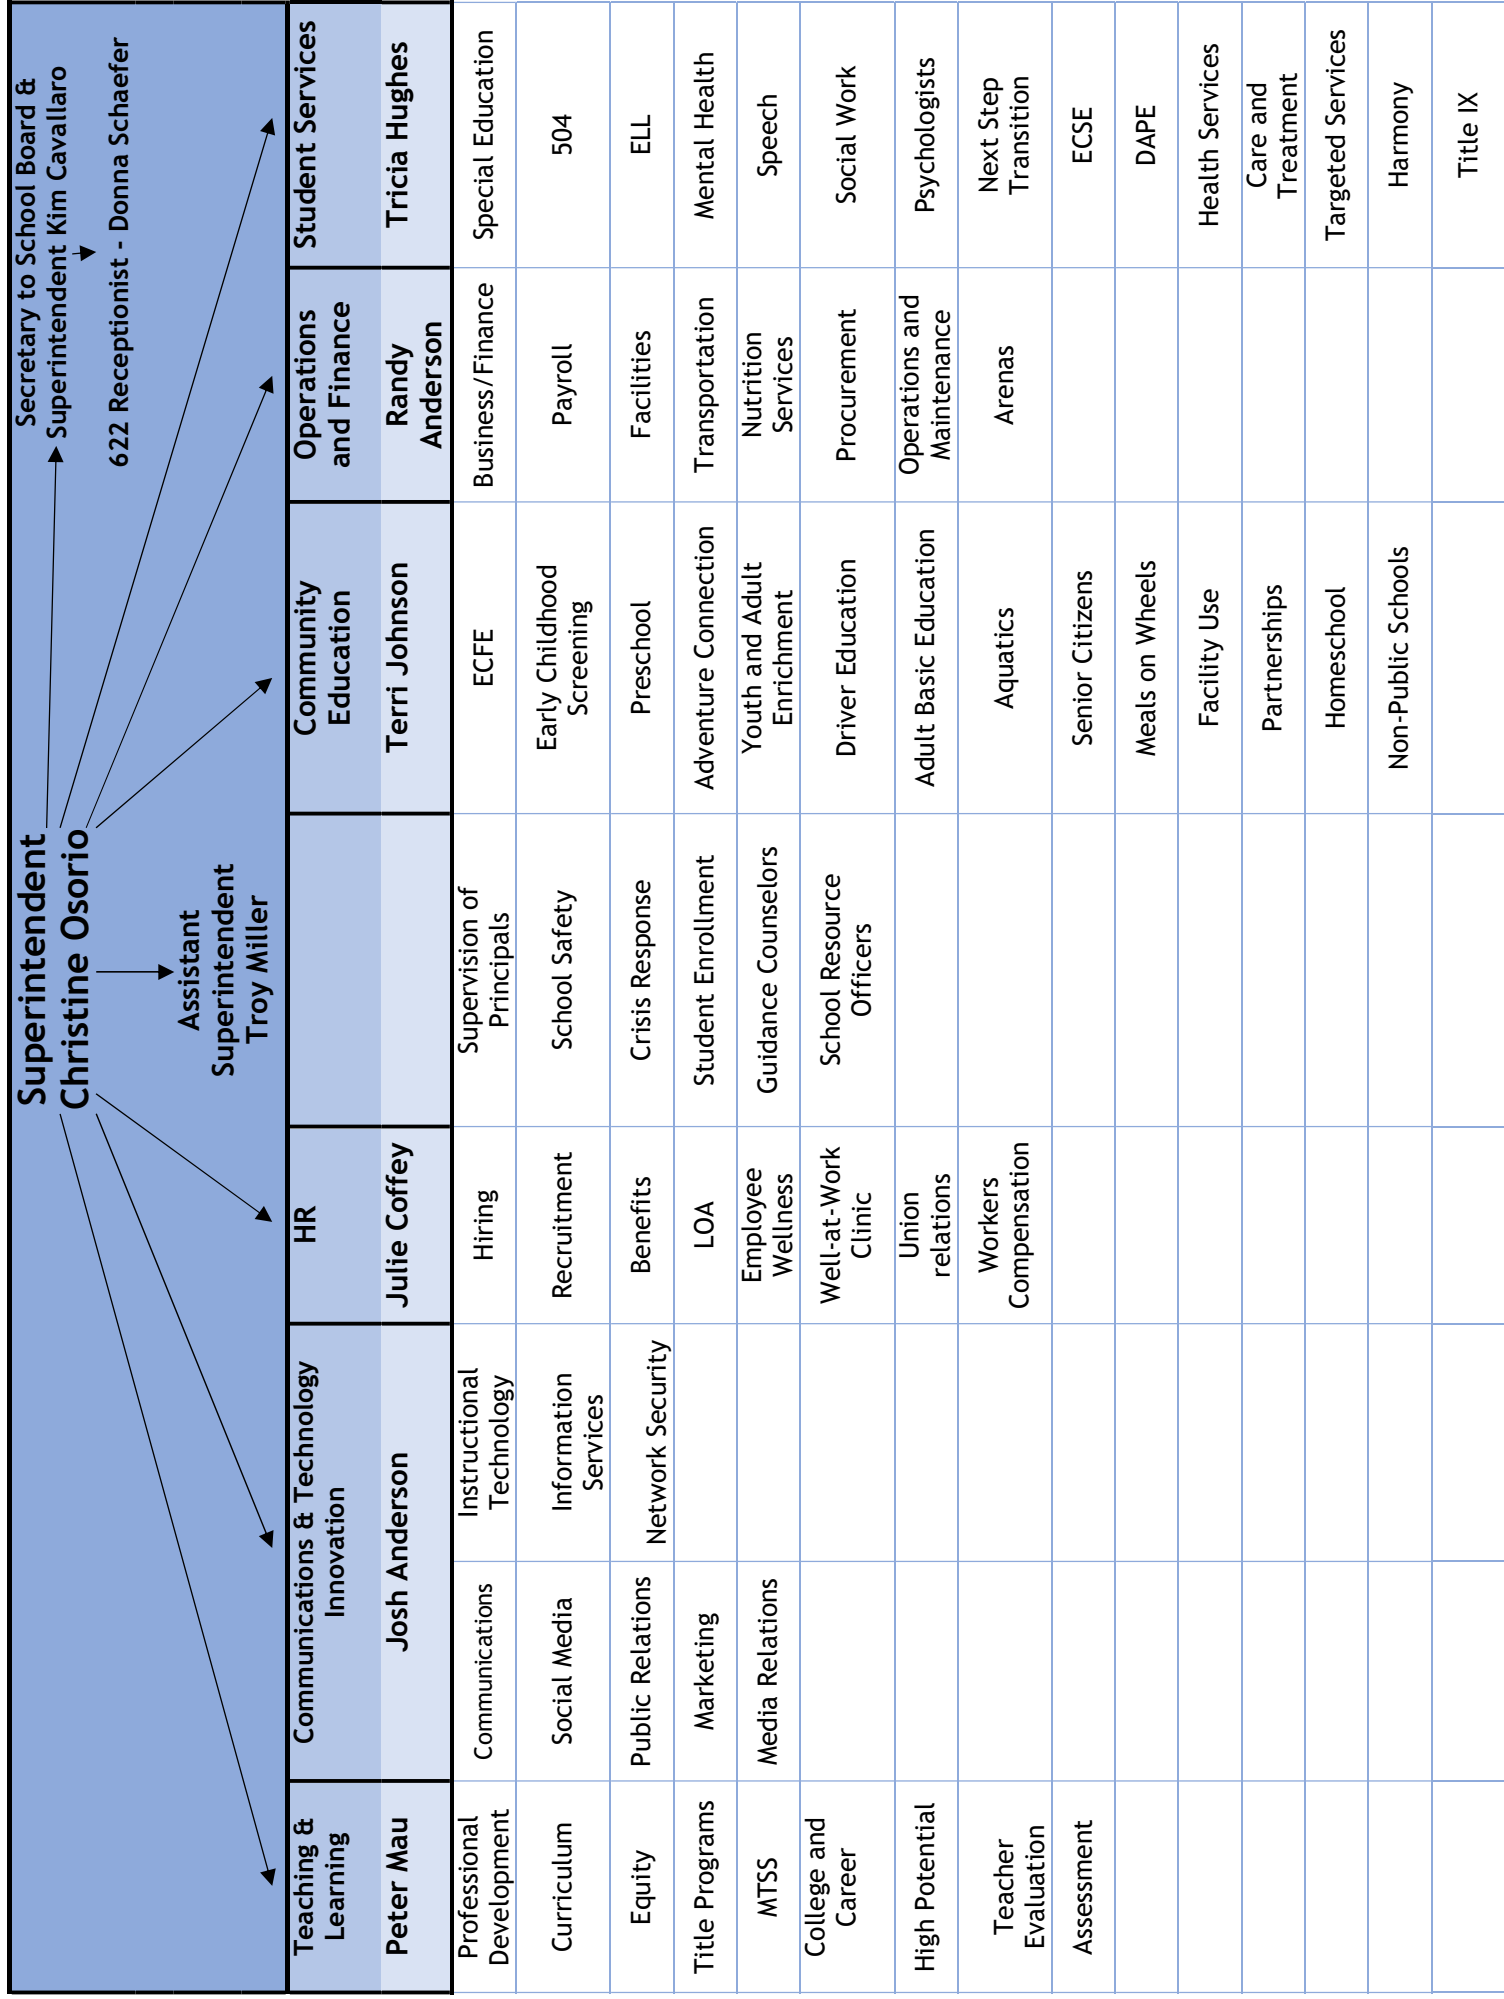 Superintendent
Christine Osorio
Secretary to School Board &
Superintendent Kim Cavallaro
622 Receptionist - Donna Schaefer
Assistant
Superintendent
Troy Miller
Teaching &
Learning
Communications & Technology
Innovation
HR
Community
Education
Operations
and Finance
Student Services
Peter Mau
Josh Anderson
Julie Coffey
Terri Johnson
Randy
Anderson
Tricia Hughes
Professional
Development
Communications
Instructional
Technology
Hiring
Supervision of
Principals
ECFE
Business/Finance
Special Education
Curriculum
Social Media
Information
Services
Recruitment
School Safety
Early Childhood
Screening
Payroll
504
Equity
Public Relations
Network Security
Benefits
Crisis Response
Preschool
Facilities
ELL
Title Programs
Marketing
LOA
Student Enrollment
Adventure Connection
Transportation
Mental Health
MTSS
Media Relations
Employee
Wellness
Guidance Counselors
Youth and Adult
Enrichment
Nutrition
Services
Speech
College and
Career
Well-at-Work
Clinic
School Resource
Officers
Driver Education
Procurement
Social Work
High Potential
Union
relations
Adult Basic Education
Operations and
Maintenance
Psychologists
Teacher
Evaluation
Workers
Compensation
Aquatics
Arenas
Next Step
Transition
Assessment
Senior Citizens
ECSE
Meals on Wheels
DAPE
Facility Use
Health Services
Partnerships
Care and
Treatment
Homeschool
Targeted Services
Non-Public Schools
Harmony
Title IX